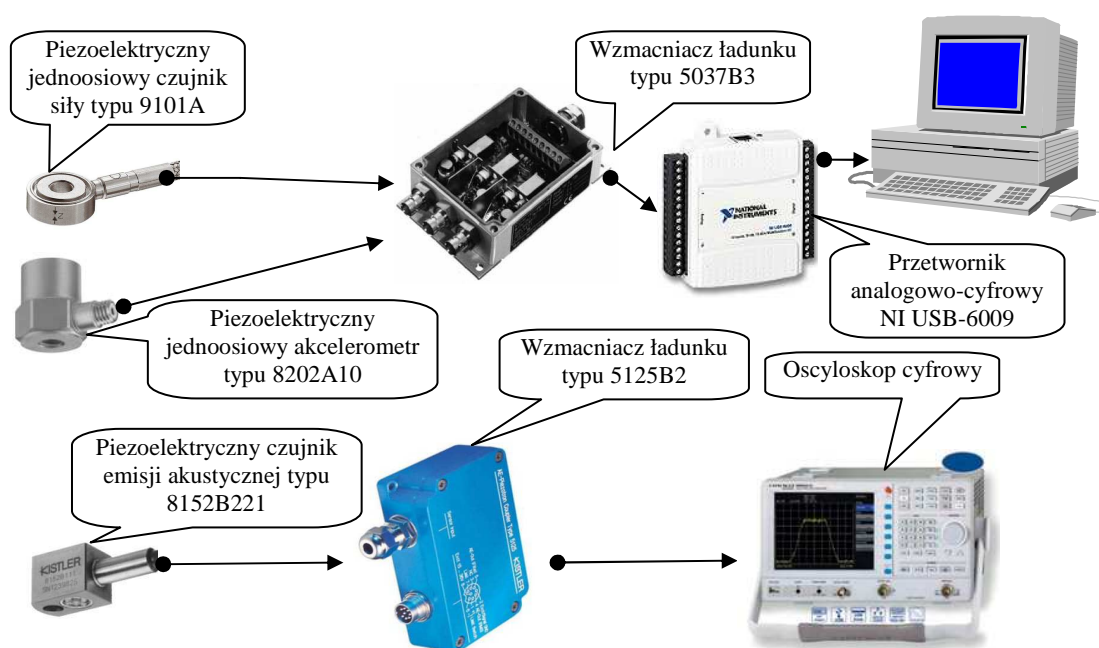 Piezoelektryczny
jednoosiowy czujnik
siły typu 9101A
Wzmacniacz ładunku
typu 5037B3
NATIONAL
INSTRUMENTS
Przetwornik
analogowo-cyfrowy
NI USB-6009
Piezoelektryczny
jednoosiowy akcelerometr
typu 8202A10
Wzmacniacz ładunku
typu 5125B2
Oscyloskop cyfrowy
Piezoelektryczny czujnik
emisji akustycznej typu
8152B221
KISTLER
KISTLER